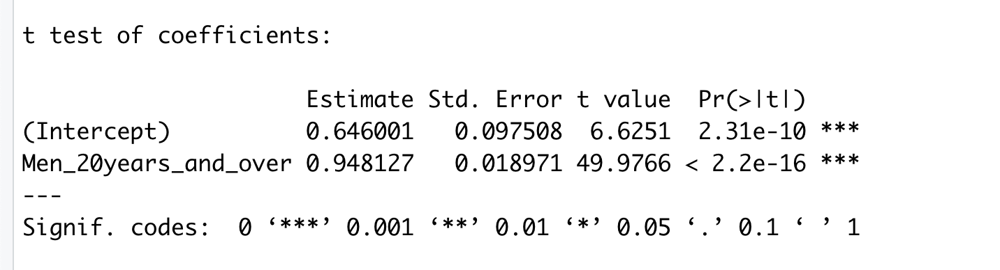 t test of coefficients:
Estimate Std. Error t value Pr(>|t|)
(Intercept) 0.646001 0.097508 6.6251 2.31e-10 ***
Men_20years_and_over 0.948127 0.018971 49.9766 < 2.2e-16 ***
---
Signif. codes: 0 ‘***’ 0.001 ‘**’ 0.01 ‘*’ 0.05 ‘.’ 0.1 ‘ ’ 1